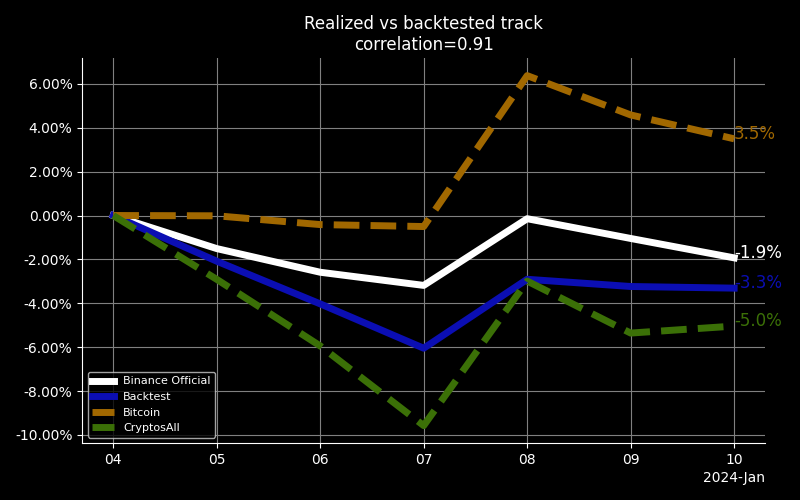 Realized vs backtested track
correlation=0.91
6.00%
4.00%
2.00%
0.00%
-2.00%
-4.00%
-6.00%
-8.00%
-10.00%
3.5%
-1.9%
-3.3%
-5.0%
Binance Official
Backtest
Bitcoin
CryptosAll
04 05 06 07 08 09 10
2024-Jan